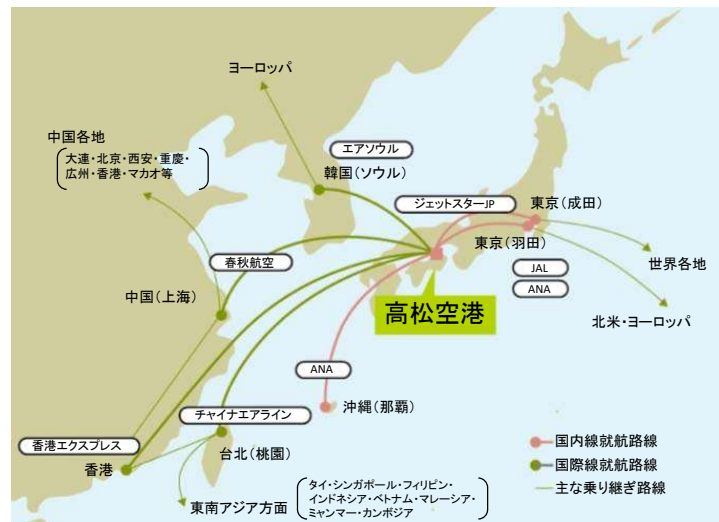 ヨーロッパ
中国各地
大連・北京・西安・重慶・
広州・香港・マカオ等
エアソウル
韓国(ソウル)
ジェットスターJP
東京(成田)
東京(羽田)
世界各地
JAL
ANA
北米・ヨーロッパ
春秋航空
中国(上海)
高松空港
ANA
沖縄(那覇)
チャイナエアライン
台北(桃園)
香港エクスプレス
香港
東南アジア方面
タイ・シンガポール・フィリピン・
インドネシア・ベトナム・マレーシア・
ミャンマー・カンボジア
国内線就航路線
国際線就航路線
主な乗り継ぎ路線